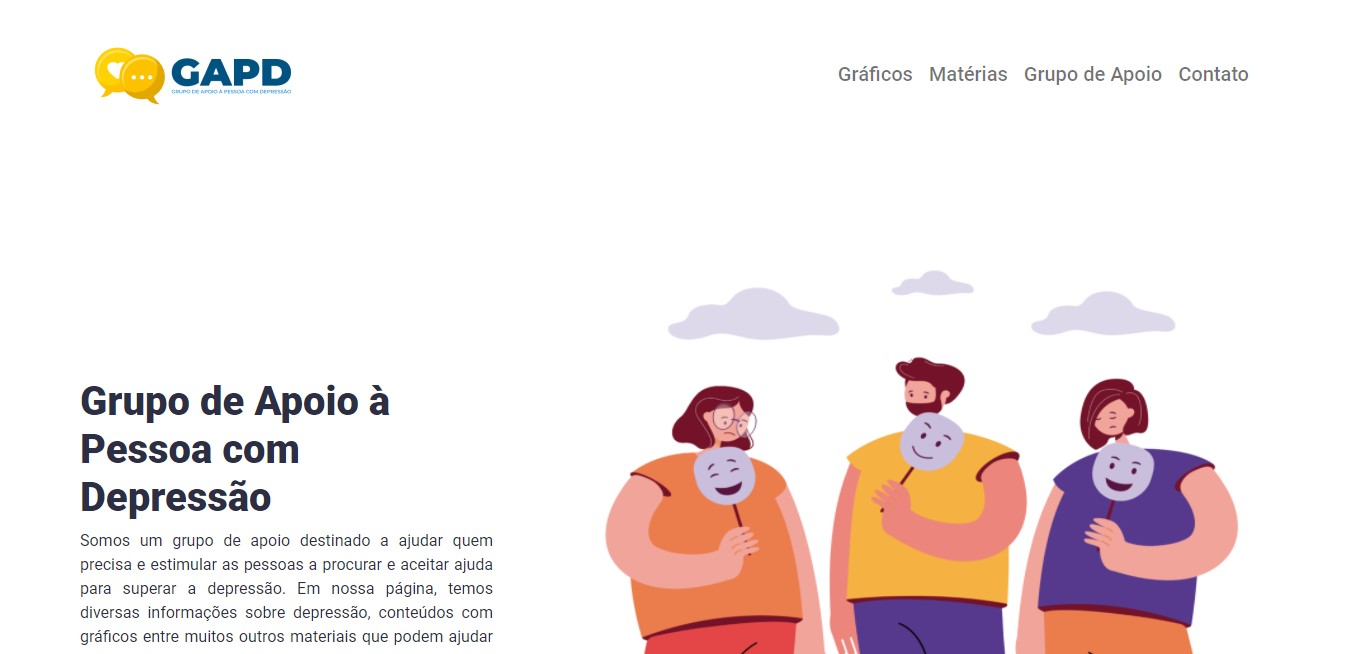 GAPD
GRUPO DE APOIO À PESSOA COM DEPRESSÃO
Gráficos Matérias Grupo de Apoio Contato
Grupo de Apoio à
Pessoa com
Depressão
Somos um grupo de apoio destinado a ajudar quem
precisa e estimular as pessoas a procurar e aceitar ajuda
para superar a depressão. Em nossa página, temos
diversas informações sobre depressão, conteúdos com
gráficos entre muitos outros materiais que podem ajudar